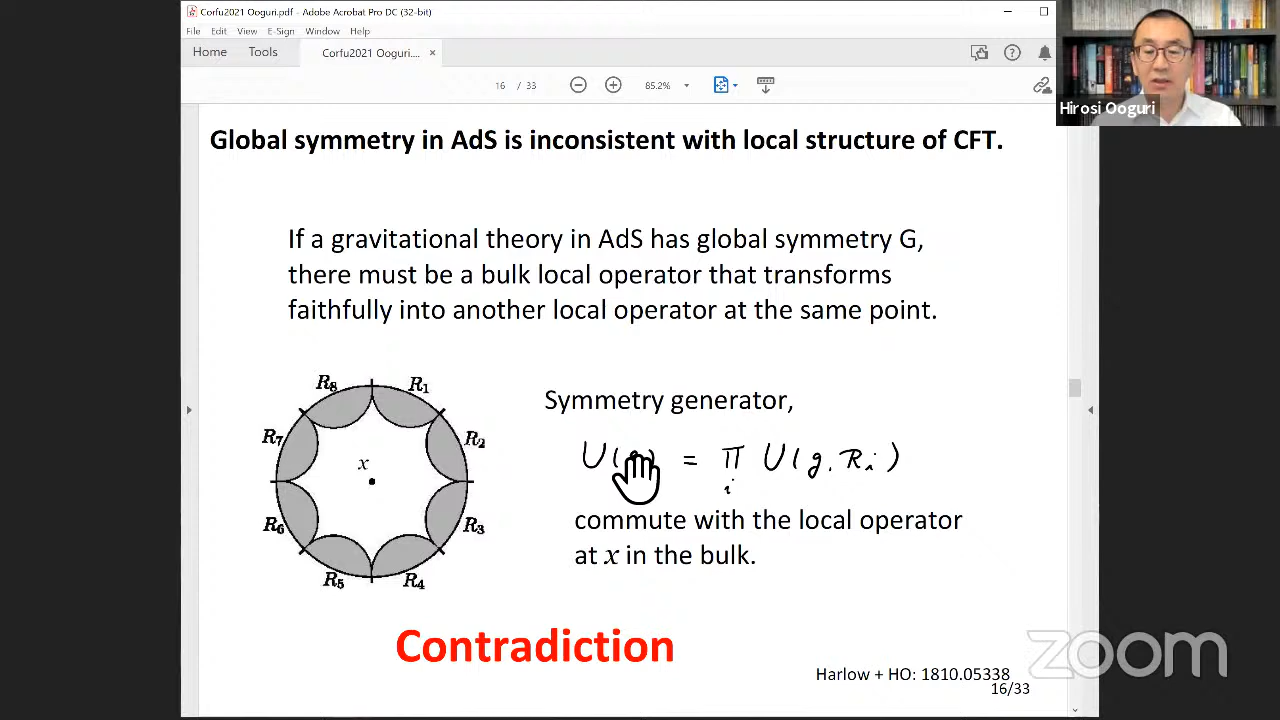 Corfu2021 Ooguri.pdf - Adobe Acrobat Pro DC (32-bit)
File Edit View E-Sign Window Help
Home Tools Corfu2021 Ooguri.... ×
16 / 33 85.2%
Hirosi Ooguri
Global symmetry in AdS is inconsistent with local structure of CFT.
If a gravitational theory in AdS has global symmetry G,
there must be a bulk local operator that transforms
faithfully into another local operator at the same point.
R₈ R₁
R₇ R₂
x
R₆ R₃
R₅ R₄
Symmetry generator,
U(g) = Π U(g, Rᵢ)
i
commute with the local operator
at x in the bulk.
Contradiction
Harlow + HO: 1810.05338
16/33
zoom